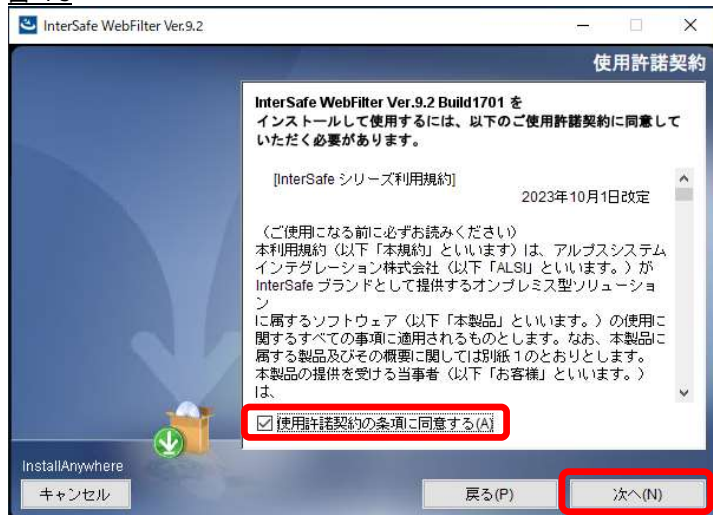 InterSafe WebFilter Ver.9.2
使用許諾契約
InterSafe WebFilter Ver.9.2 Build1701 を
インストールして使用するには、以下のご使用許諾契約に同意して
いただく必要があります。
[InterSafe シリーズ利用規約]
2023年10月1日改定
（ご使用になる前に必ずお読みください）
本利用規約（以下「本規約」といいます）は、アルプスシステム
インテグレーション株式会社（以下「ALSI」といいます。）が
InterSafe ブランドとして提供するオンプレミス型ソリューショ
ン
に属するソフトウェア（以下「本製品」といいます。）の使用に
関するすべての事項に適用されるものとします。なお、本製品に
属する製品及びその概要に関しては別紙１のとおりとします。
本製品の提供を受ける当事者（以下「お客様」といいます。）
は、
使用許諾契約の条項に同意する(A)
InstallAnywhere
キャンセル
戻る(P)
次へ(N)